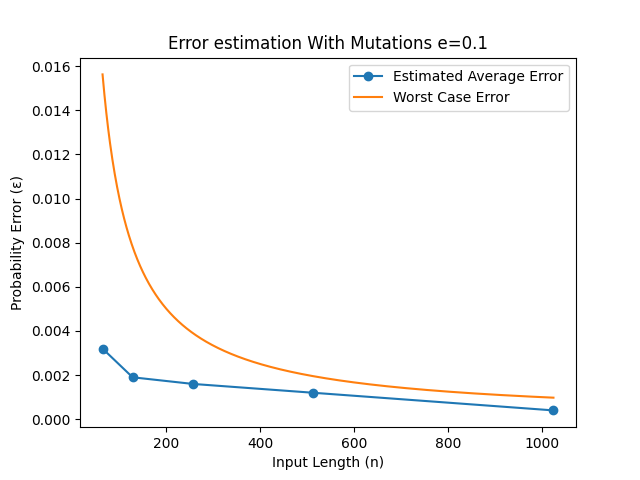 Error estimation With Mutations e=0.1
Estimated Average Error
Worst Case Error
Probability Error (ε)
0.016
0.014
0.012
0.010
0.008
0.006
0.004
0.002
0.000
200
400
600
800
1000
Input Length (n)